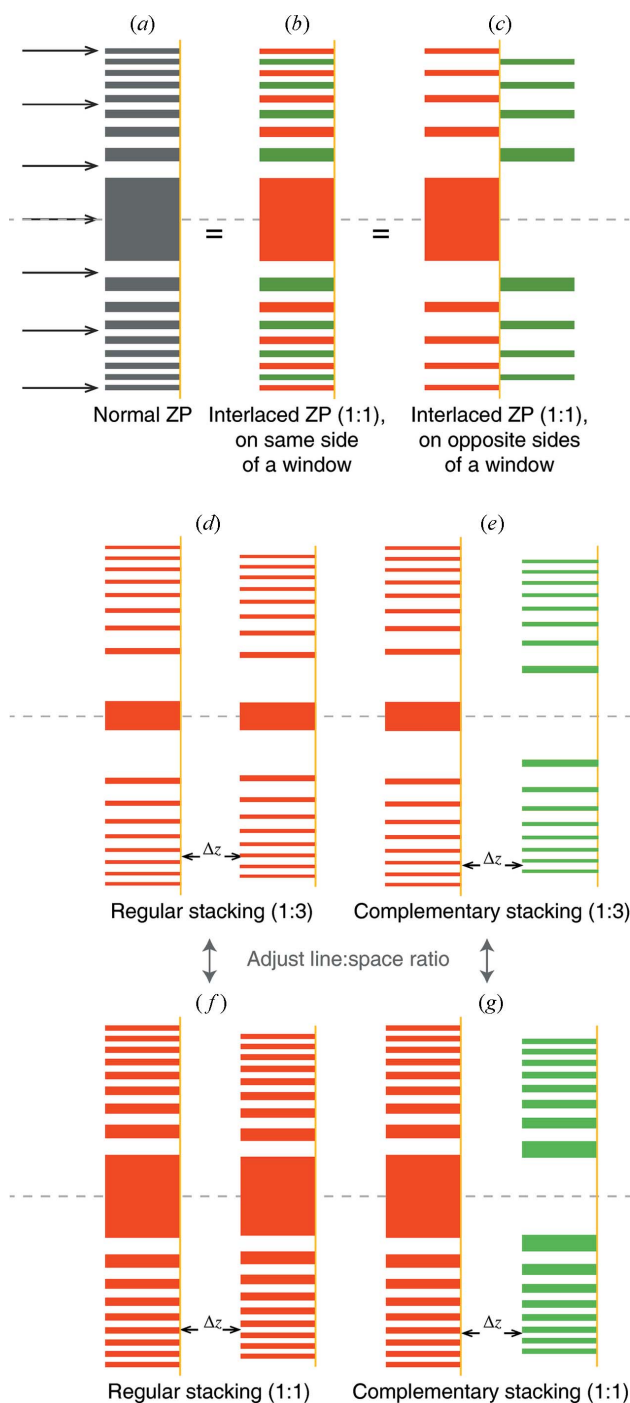 (a) (b) (c)
= =
Normal ZP
Interlaced ZP (1:1),
on same side
of a window
Interlaced ZP (1:1),
on opposite sides
of a window
(d) (e)
Δz Δz
Regular stacking (1:3) Complementary stacking (1:3)
Adjust line:space ratio
(f) (g)
Δz Δz
Regular stacking (1:1) Complementary stacking (1:1)